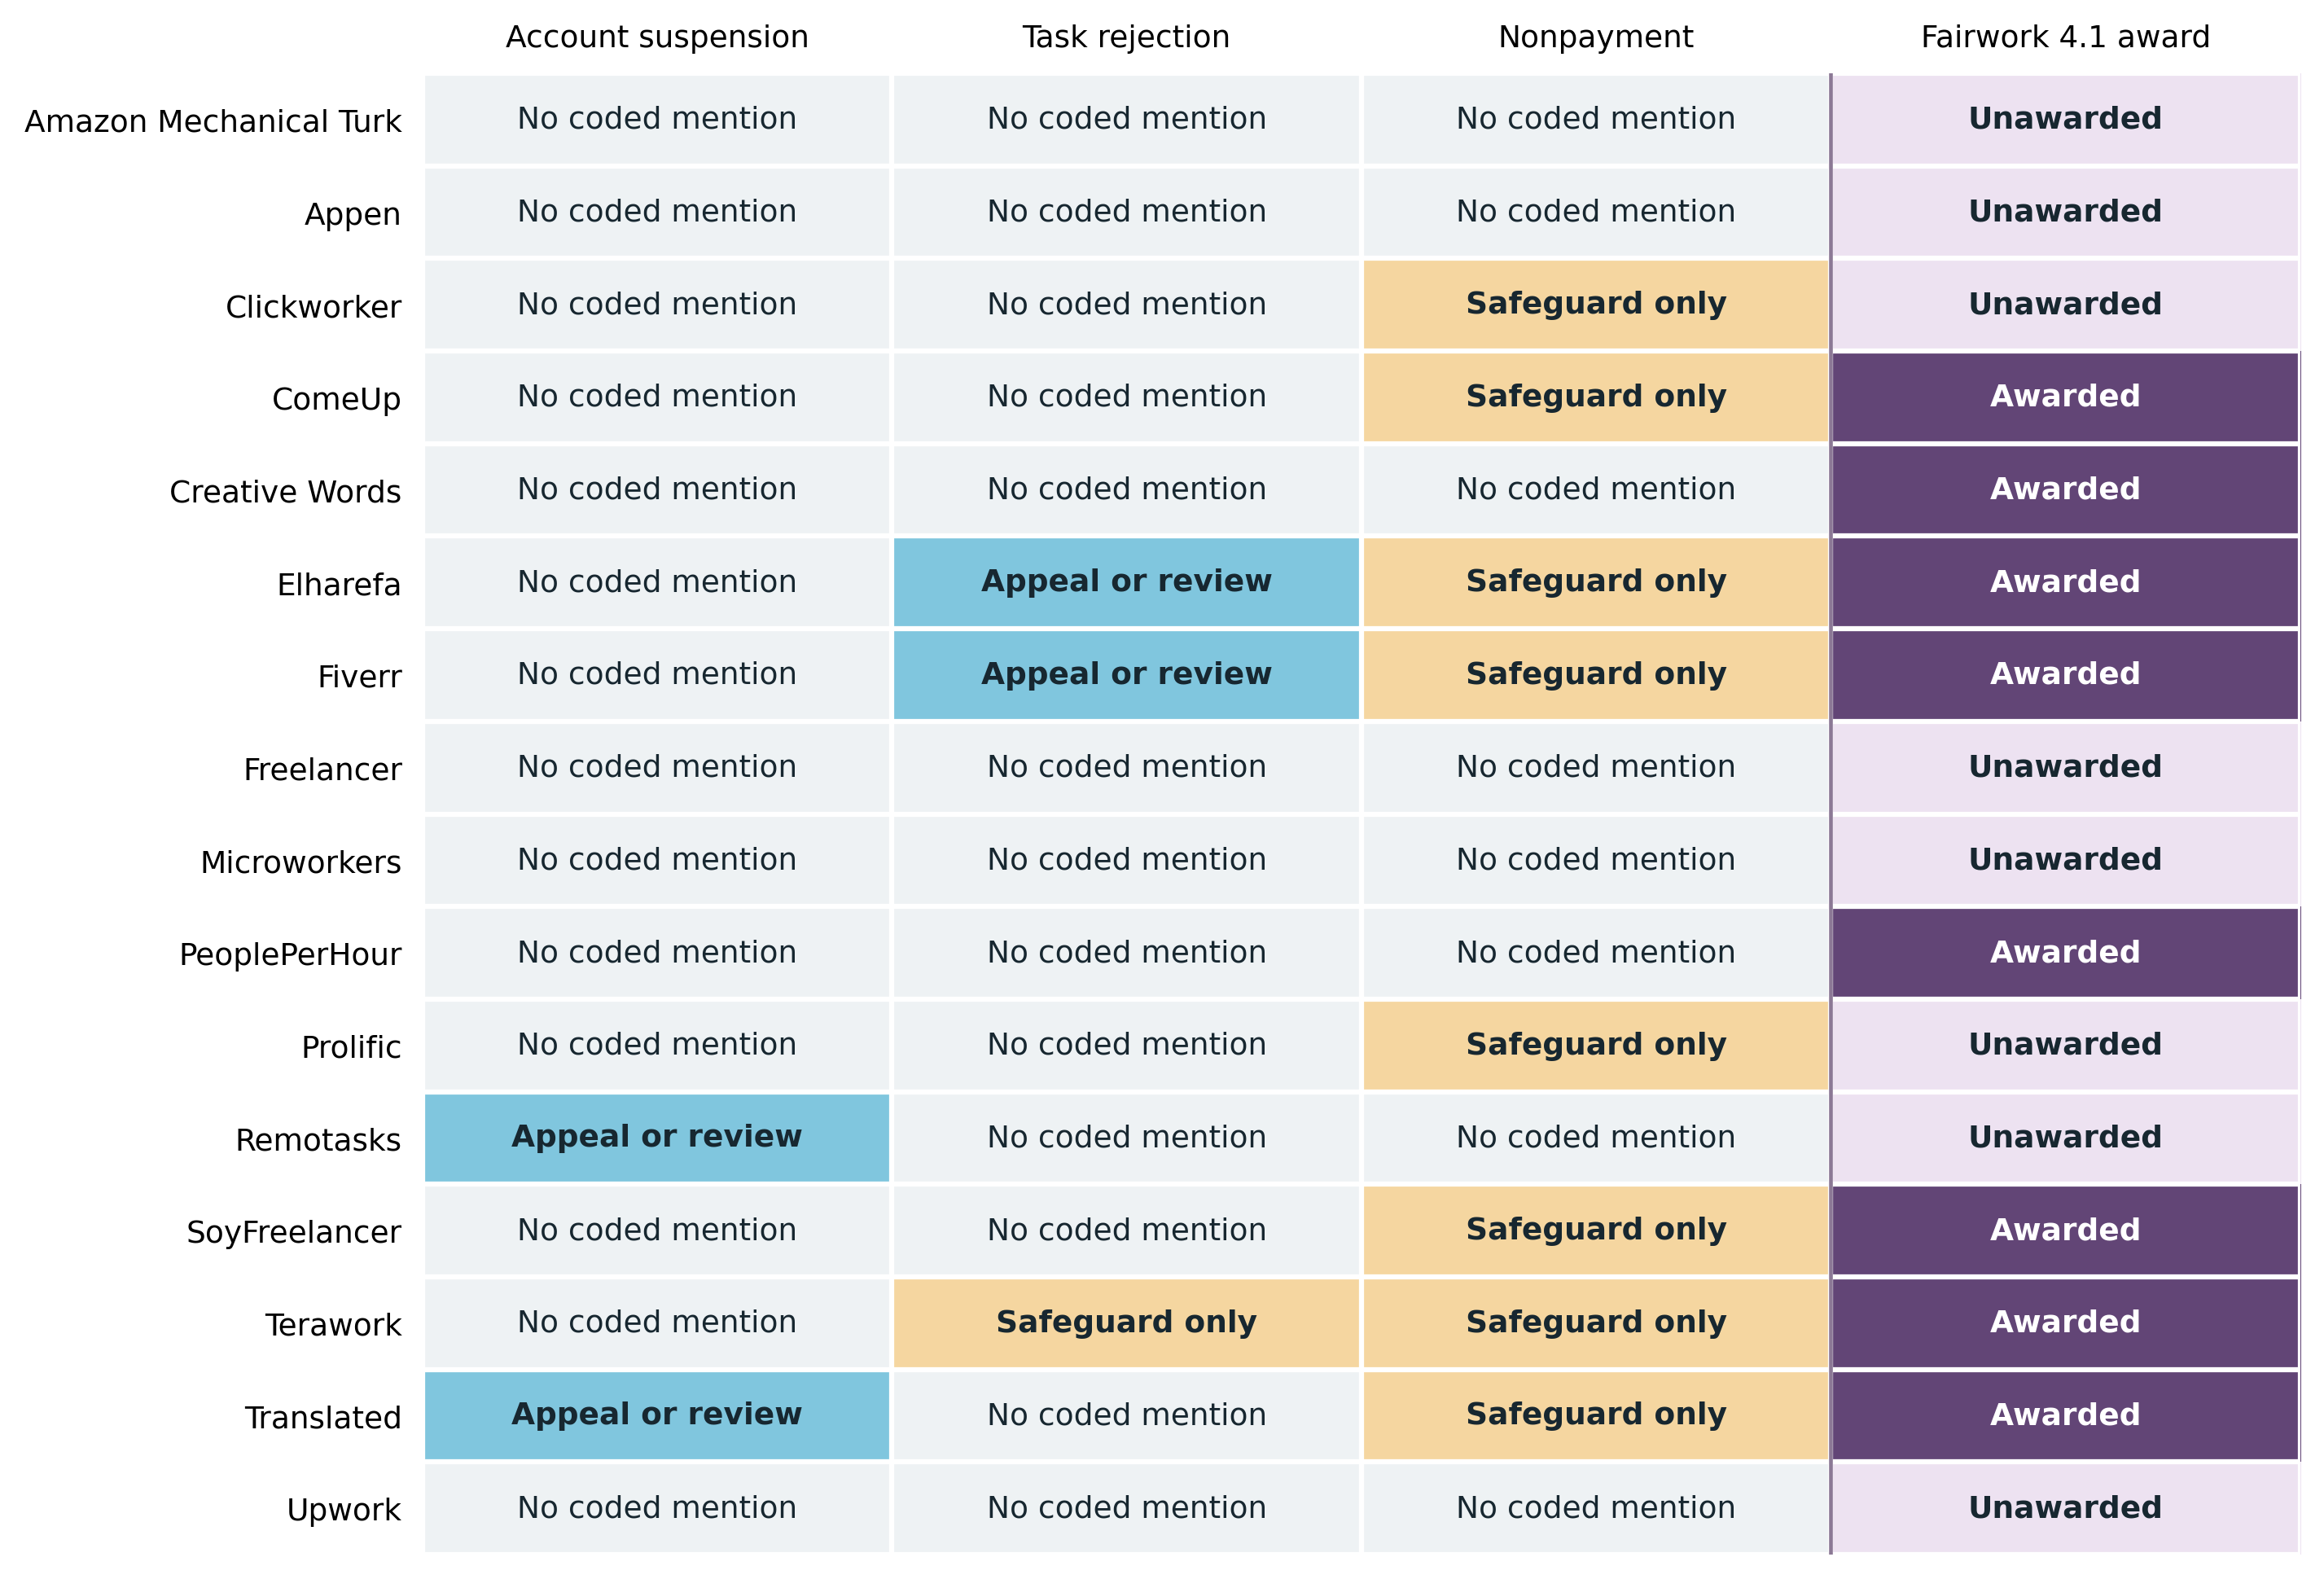 Account suspension Task rejection Nonpayment Fairwork 4.1 award
Amazon Mechanical Turk No coded mention No coded mention No coded mention Unawarded
Appen No coded mention No coded mention No coded mention Unawarded
Clickworker No coded mention No coded mention Safeguard only Unawarded
ComeUp No coded mention No coded mention Safeguard only Awarded
Creative Words No coded mention No coded mention No coded mention Awarded
Elharefa No coded mention Appeal or review Safeguard only Awarded
Fiverr No coded mention Appeal or review Safeguard only Awarded
Freelancer No coded mention No coded mention No coded mention Unawarded
Microworkers No coded mention No coded mention No coded mention Unawarded
PeoplePerHour No coded mention No coded mention No coded mention Awarded
Prolific No coded mention No coded mention Safeguard only Unawarded
Remotasks Appeal or review No coded mention No coded mention Unawarded
SoyFreelancer No coded mention No coded mention Safeguard only Awarded
Terawork No coded mention Safeguard only Safeguard only Awarded
Translated Appeal or review No coded mention Safeguard only Awarded
Upwork No coded mention No coded mention No coded mention Unawarded